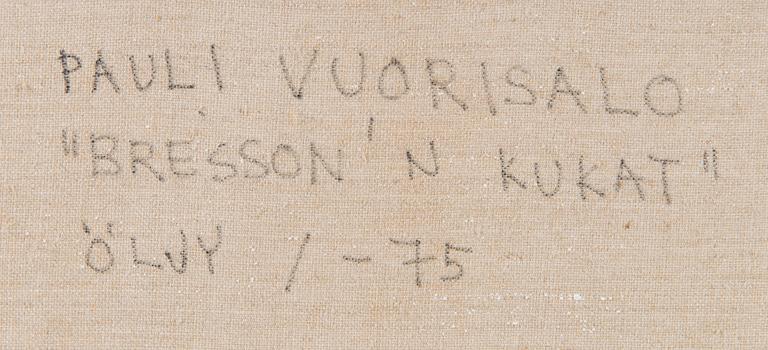 PAULI VUORISALO
"BRESSON'N KUKAT"
ÖLJY / -75